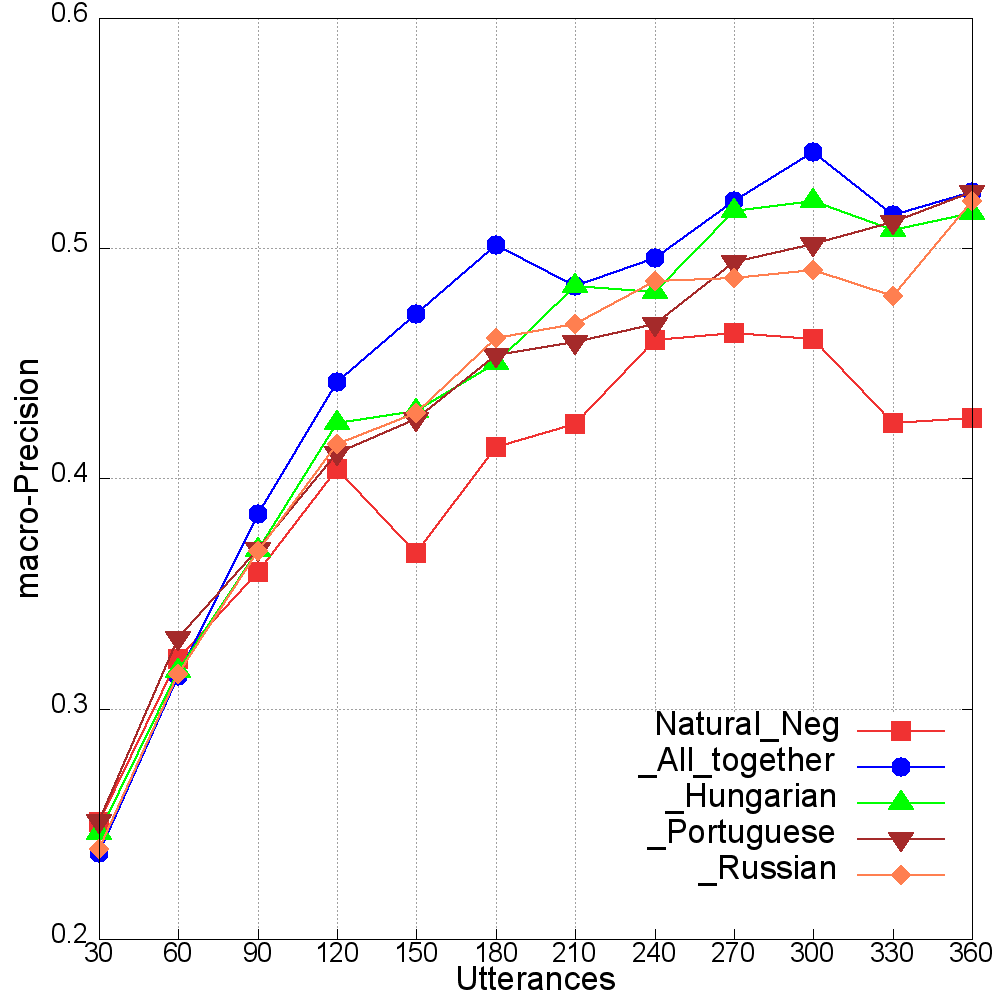 0.6
0.5
0.4
0.3
0.2
macro-Precision
Natural_Neg
_All_together
_Hungarian
_Portuguese
_Russian
30 60 90 120 150 180 210 240 270 300 330 360
Utterances